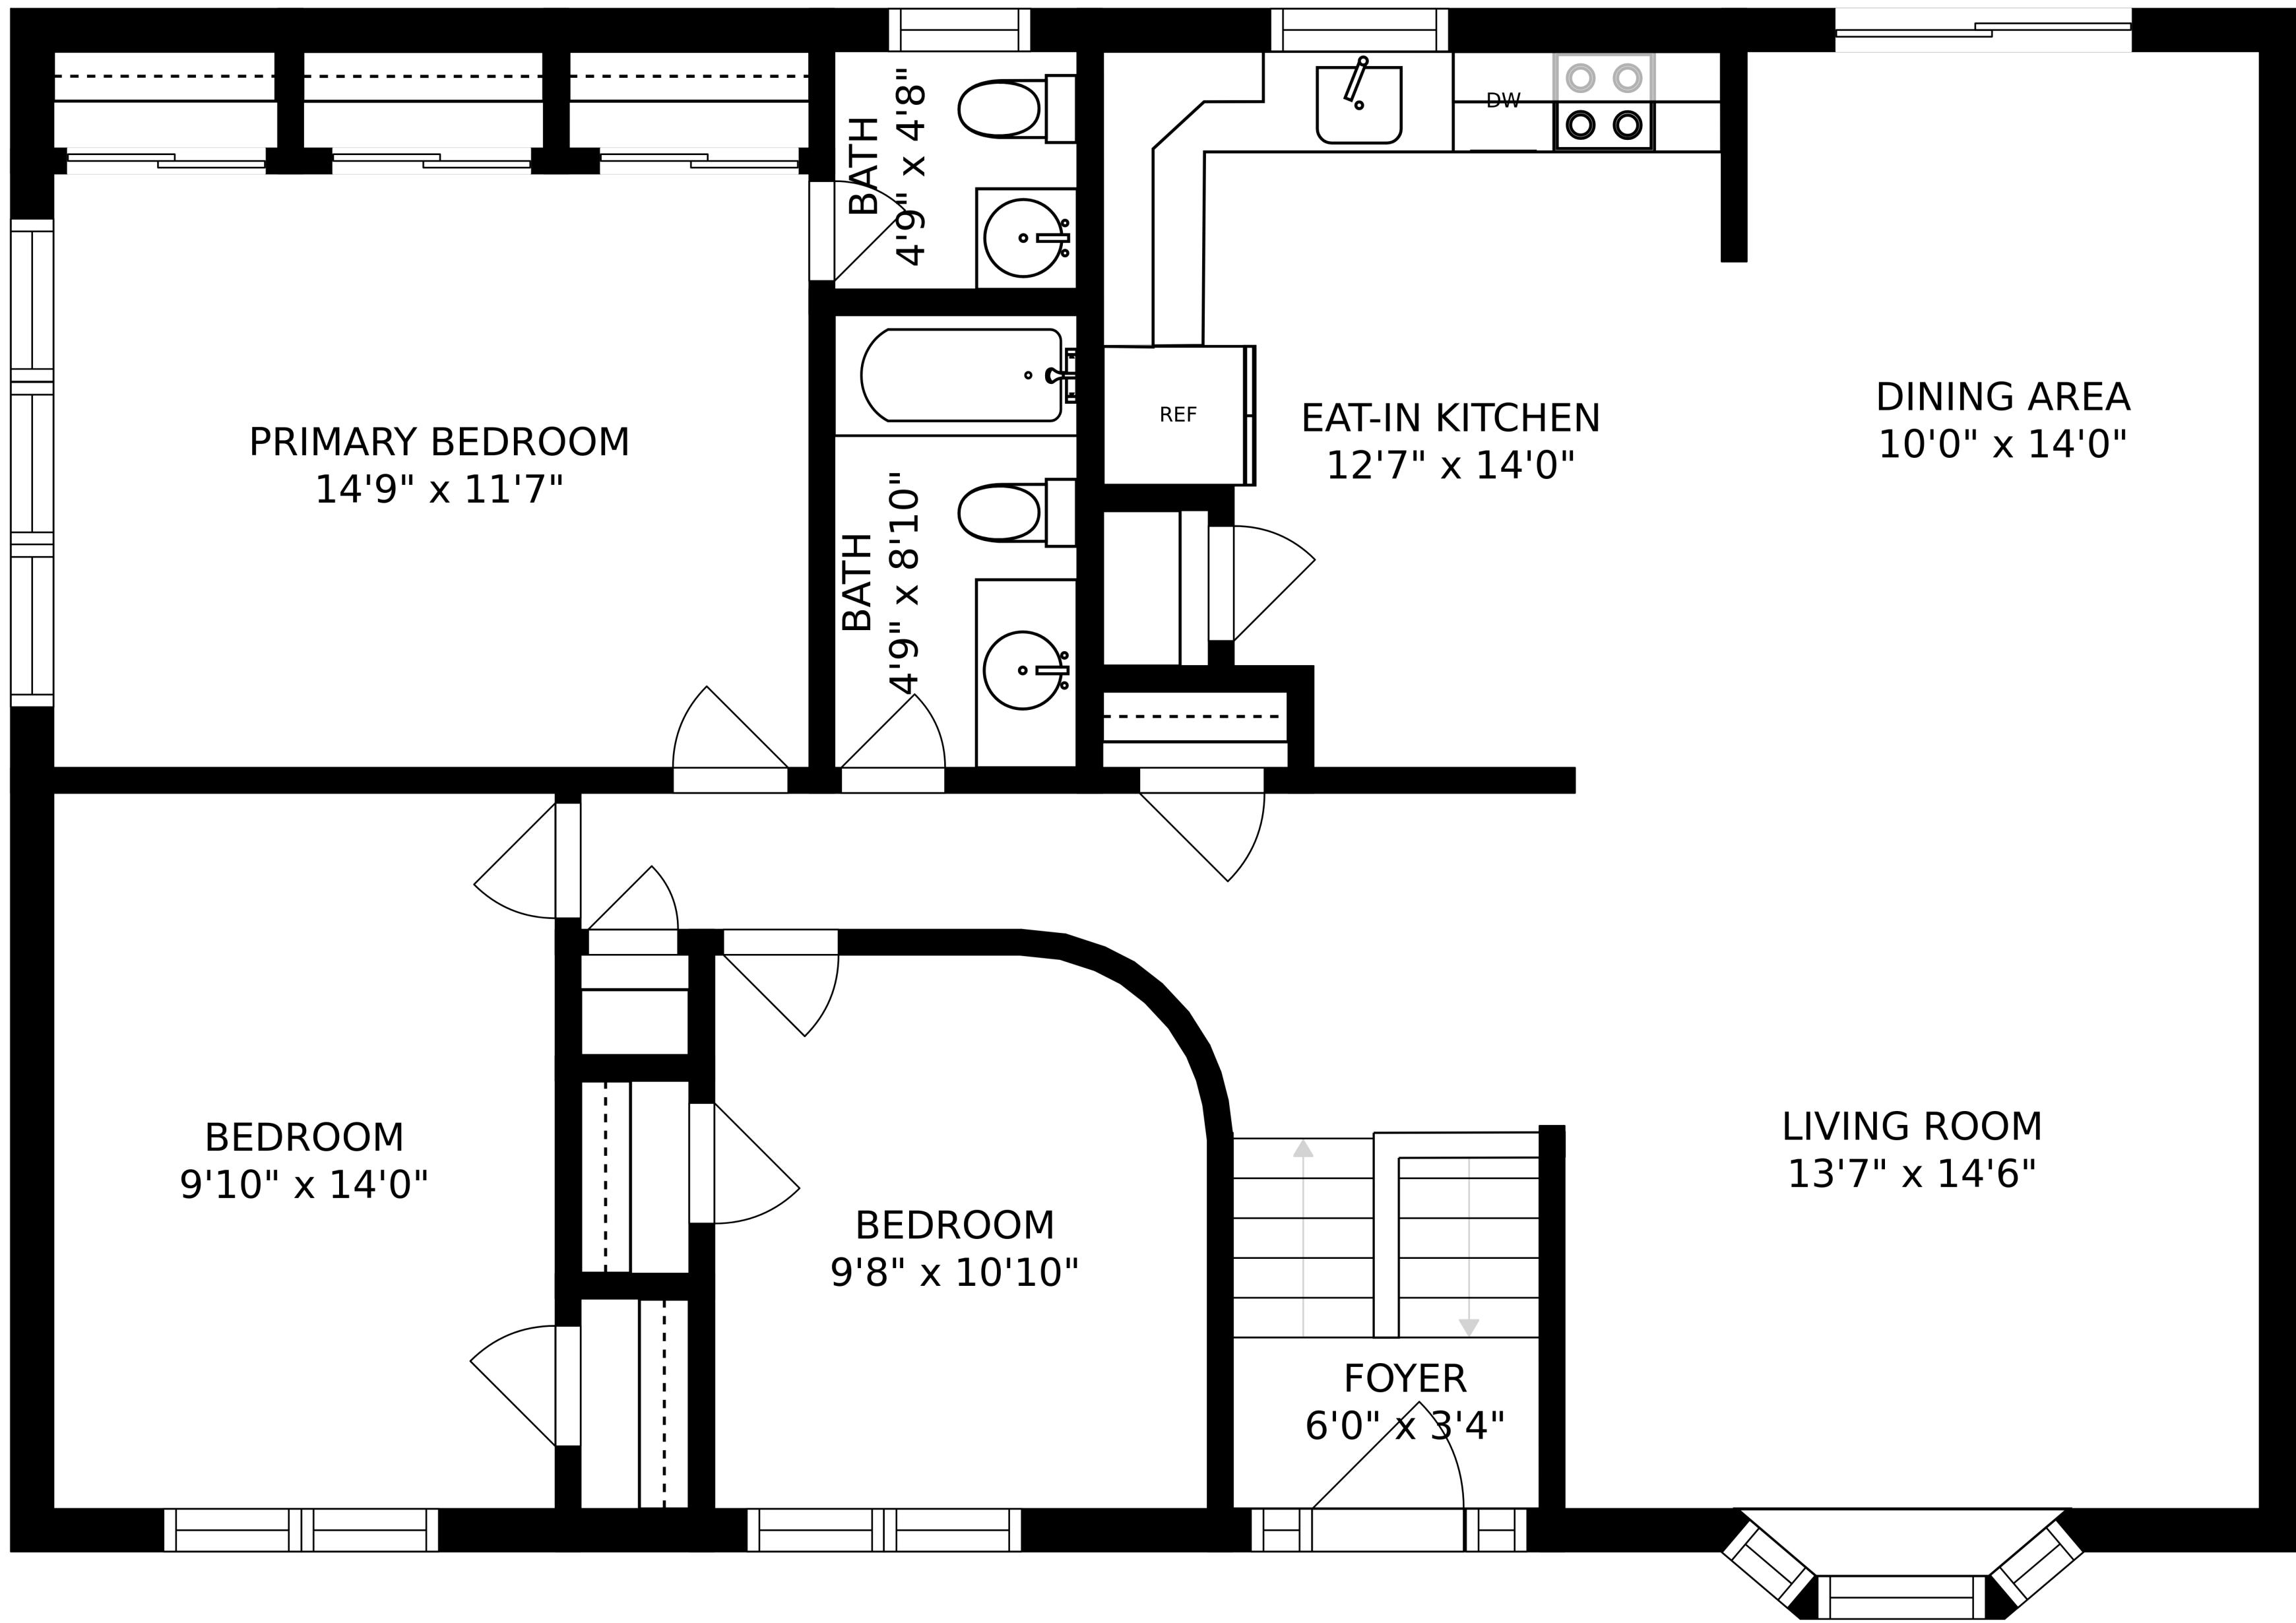 BATH
4'9" x 4'8"
DW
REF
PRIMARY BEDROOM
14'9" x 11'7"
EAT-IN KITCHEN
12'7" x 14'0"
DINING AREA
10'0" x 14'0"
BATH
4'9" x 8'10"
BEDROOM
9'10" x 14'0"
BEDROOM
9'8" x 10'10"
LIVING ROOM
13'7" x 14'6"
FOYER
6'0" x 3'4"